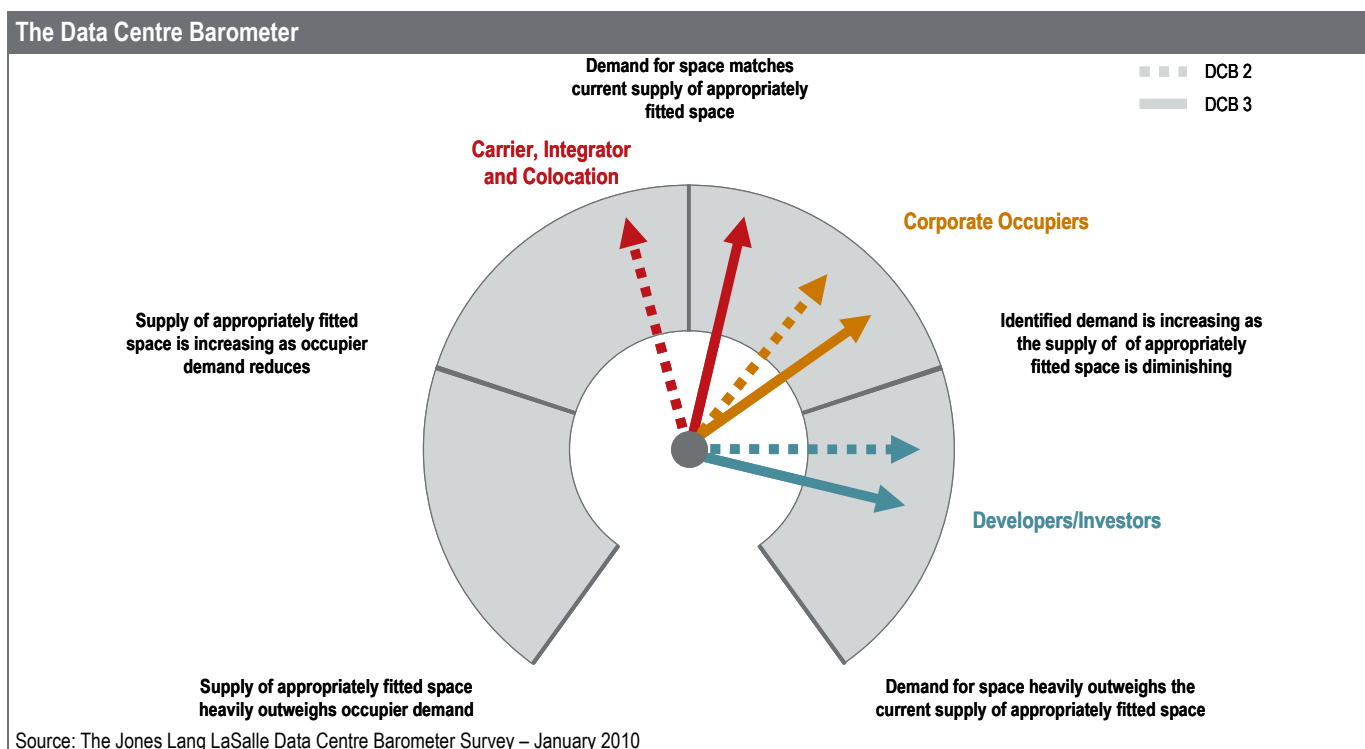 The Data Centre Barometer
Demand for space matches
current supply of appropriately
fitted space
DCB 2
DCB 3
Carrier, Integrator
and Colocation
Corporate Occupiers
Supply of appropriately fitted
space is increasing as occupier
demand reduces
Identified demand is increasing as
the supply of of appropriately
fitted space is diminishing
Developers/Investors
Supply of appropriately fitted space
heavily outweighs occupier demand
Demand for space heavily outweighs the
current supply of appropriately fitted space
Source: The Jones Lang LaSalle Data Centre Barometer Survey – January 2010